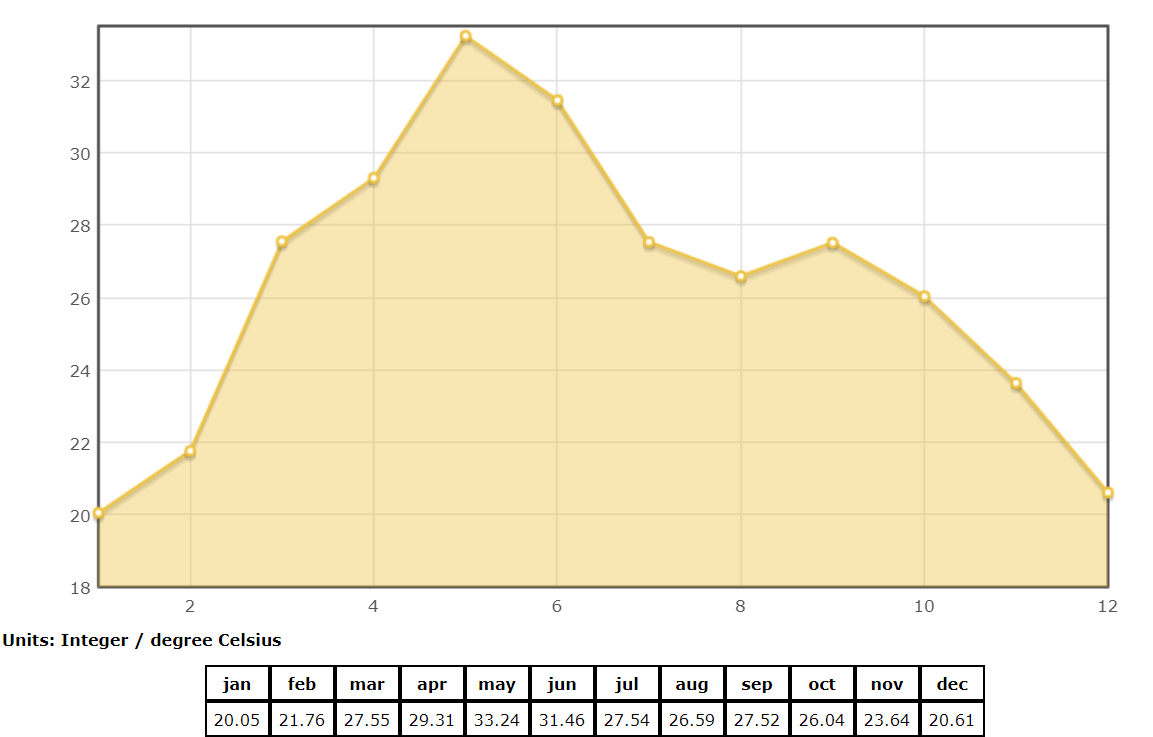 32
30
28
26
24
22
20
18
2 4 6 8 10 12
Units: Integer / degree Celsius
jan feb mar apr may jun jul aug sep oct nov dec
20.05 21.76 27.55 29.31 33.24 31.46 27.54 26.59 27.52 26.04 23.64 20.61